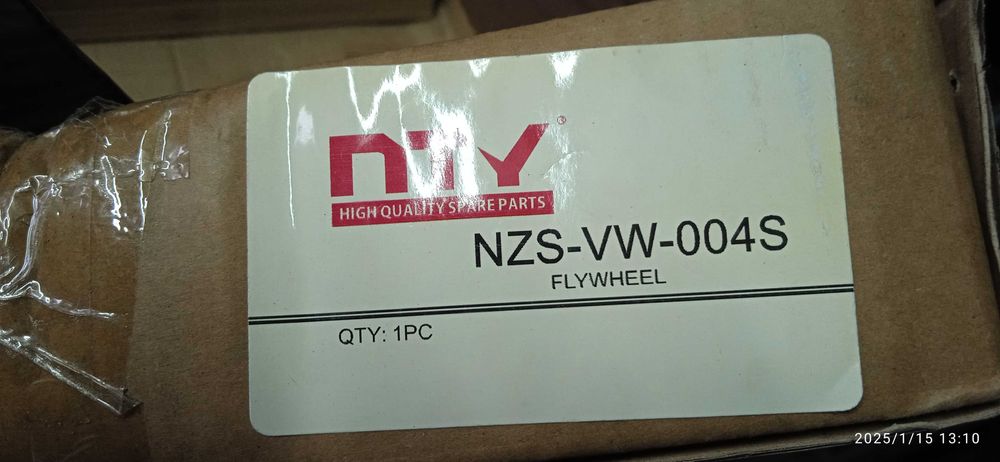 NTY®
HIGH QUALITY SPARE PARTS
NZS-VW-004S
FLYWHEEL
QTY: 1PC
2025/1/15 13:10